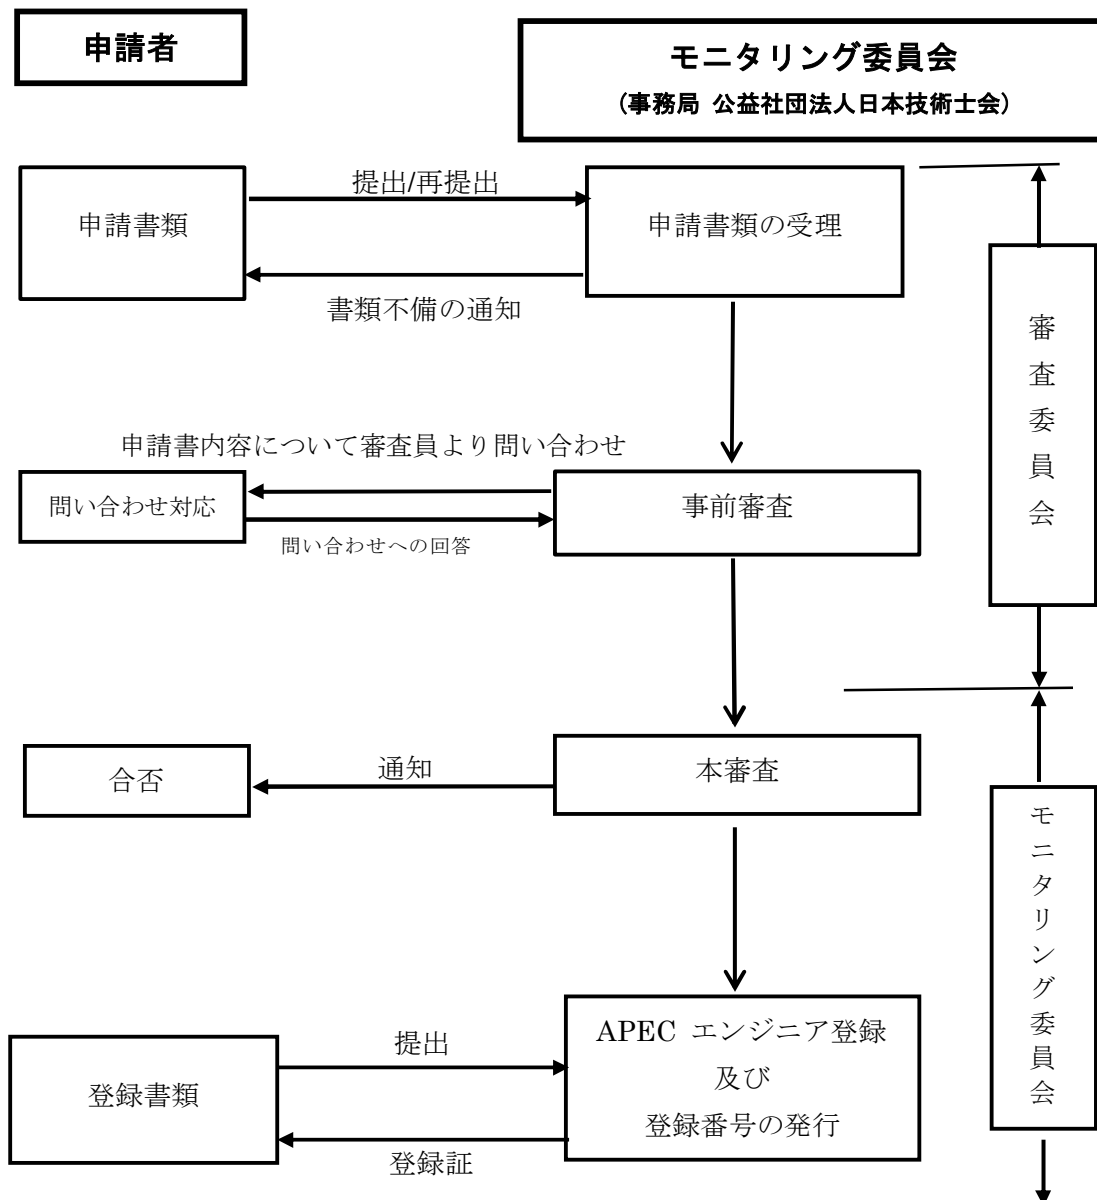 申請者
モニタリング委員会
(事務局 公益社団法人日本技術士会)
提出/再提出
申請書類
申請書類の受理
書類不備の通知
審査委員会
申請書内容について審査員より問い合わせ
問い合わせ対応
事前審査
問い合わせへの回答
合否
通知
本審査
モニタリング委員会
登録書類
提出
APEC エンジニア登録
及び
登録番号の発行
登録証